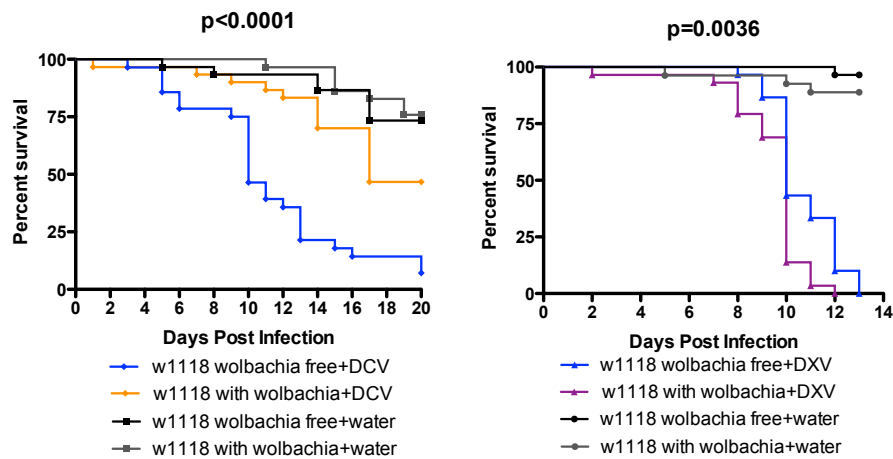 p<0.0001
100
75
50
25
0
Percent survival
0 2 4 6 8 10 12 14 16 18 20
Days Post Infection
w1118 wolbachia free+DCV
w1118 with wolbachia+DCV
w1118 wolbachia free+water
w1118 with wolbachia+water
p=0.0036
100
75
50
25
0
Percent survival
0 2 4 6 8 10 12 14
Days Post Infection
w1118 wolbachia free+DXV
w1118 with wolbachia+DXV
w1118 wolbachia free+water
w1118 with wolbachia+water